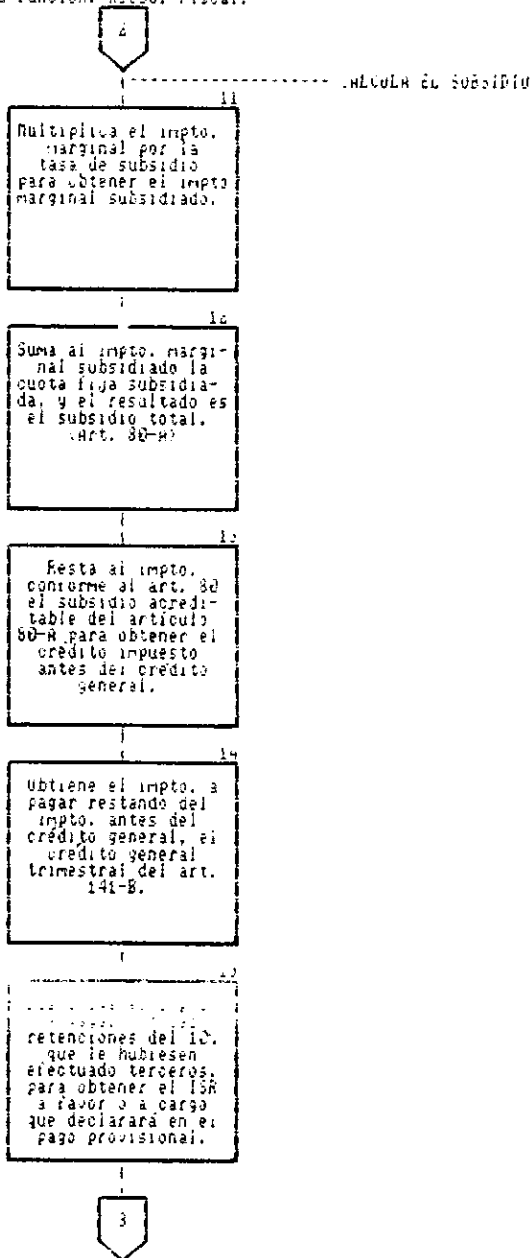 Función: Asesor Fiscal.
2
CALCULA EL SUBSIDIO
11
Multiplica el impto.
marginal por la
tasa de subsidio
para obtener el impto
marginal subsidiado.
12
Suma al impto. margi-
nal subsidiado la
cuota fija subsidia-
da, y el resultado es
el subsidio total.
(Art. 80-A)
13
Resta al impto.
conforme al art. 80
el subsidio acredi-
table del artículo
80-A para obtener el
crédito impuesto
antes del crédito
general.
14
Obtiene el impto. a
pagar restando del
impto. antes del
crédito general, el
crédito general
trimestral del art.
141-B.
15
retenciones del
que le hubiesen
efectuado terceros,
para obtener el ISR
a favor o a cargo
que declarará en el
pago provisional.
3